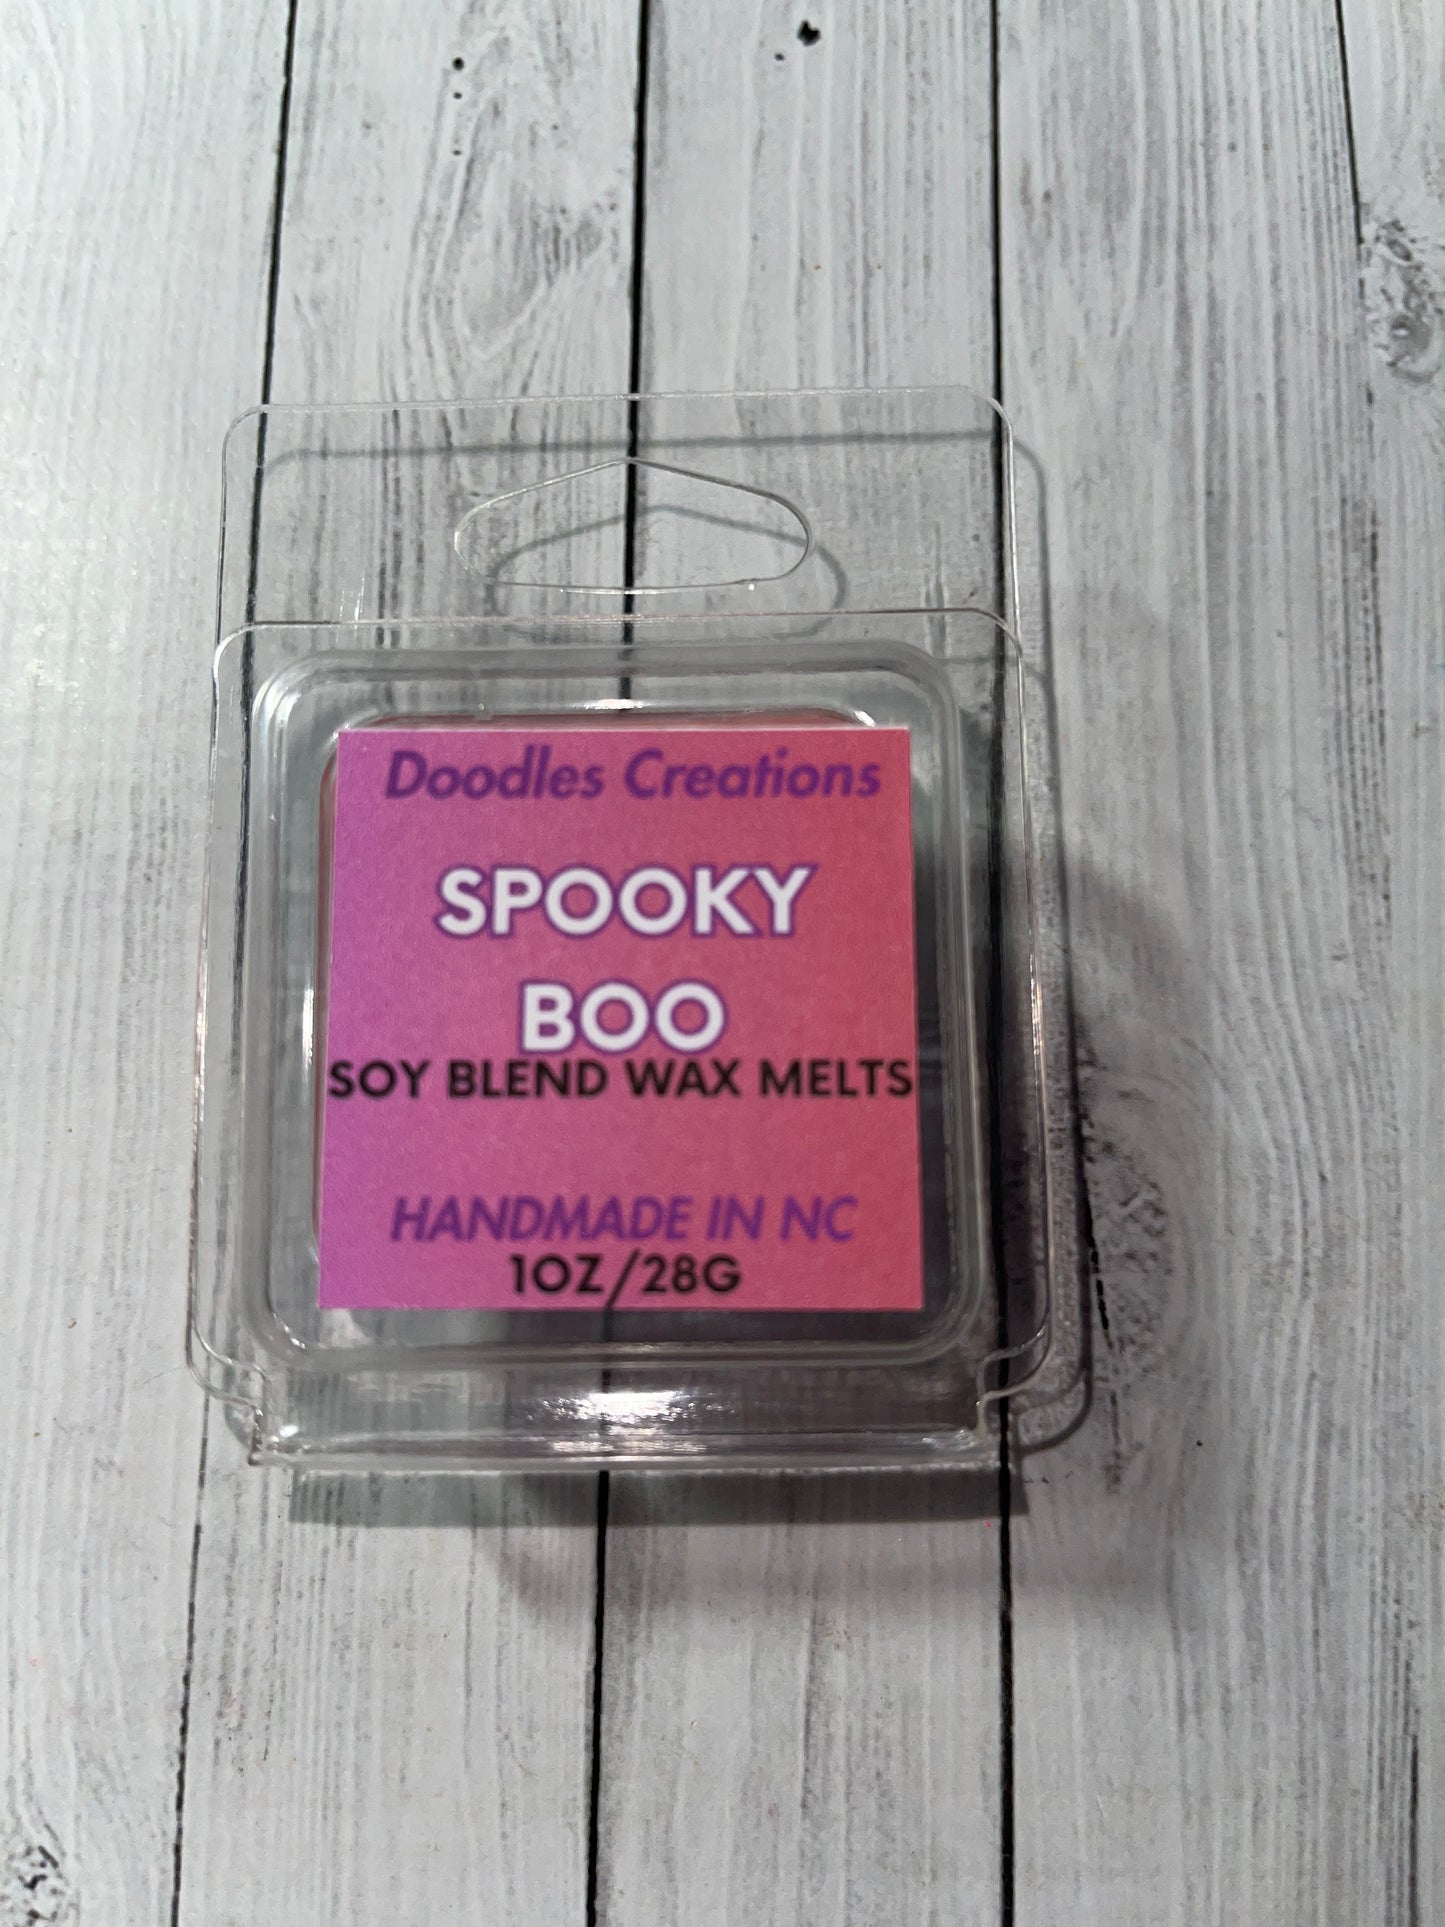 Doodles Creations
SPOOKY
BOO
SOY BLEND WAX MELTS
HANDMADE IN NC
1OZ/28G